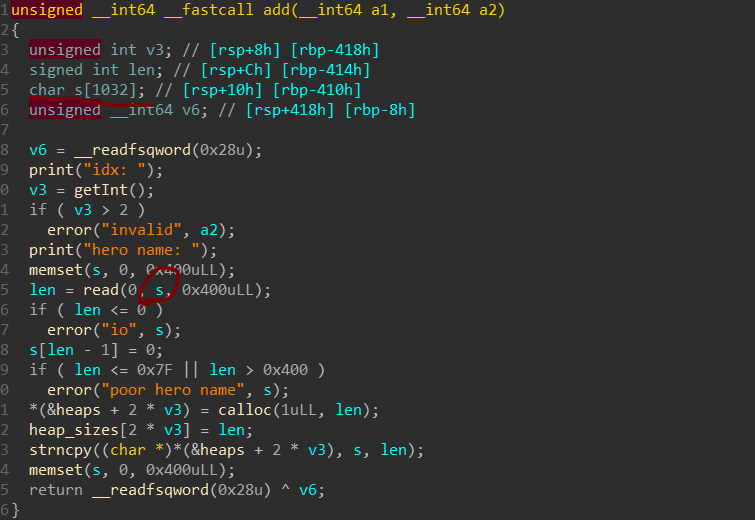 1 unsigned __int64 __fastcall add(__int64 a1, __int64 a2)
2 {
3 unsigned int v3; // [rsp+8h] [rbp-418h]
4 signed int len; // [rsp+Ch] [rbp-414h]
5 char s[1032]; // [rsp+10h] [rbp-410h]
6 unsigned __int64 v6; // [rsp+418h] [rbp-8h]
7
8 v6 = __readfsqword(0x28u);
9 print("idx: ");
0 v3 = getInt();
1 if ( v3 > 2 )
2 error("invalid", a2);
3 print("hero name: ");
4 memset(s, 0, 0x400uLL);
5 len = read(0, s, 0x400uLL);
6 if ( len <= 0 )
7 error("io", s);
8 s[len - 1] = 0;
9 if ( len <= 0x7F || len > 0x400 )
0 error("poor hero name", s);
1 *(&heaps + 2 * v3) = calloc(1uLL, len);
2 heap_sizes[2 * v3] = len;
3 strncpy((char *)*(&heaps + 2 * v3), s, len);
4 memset(s, 0, 0x400uLL);
5 return __readfsqword(0x28u) ^ v6;
6 }